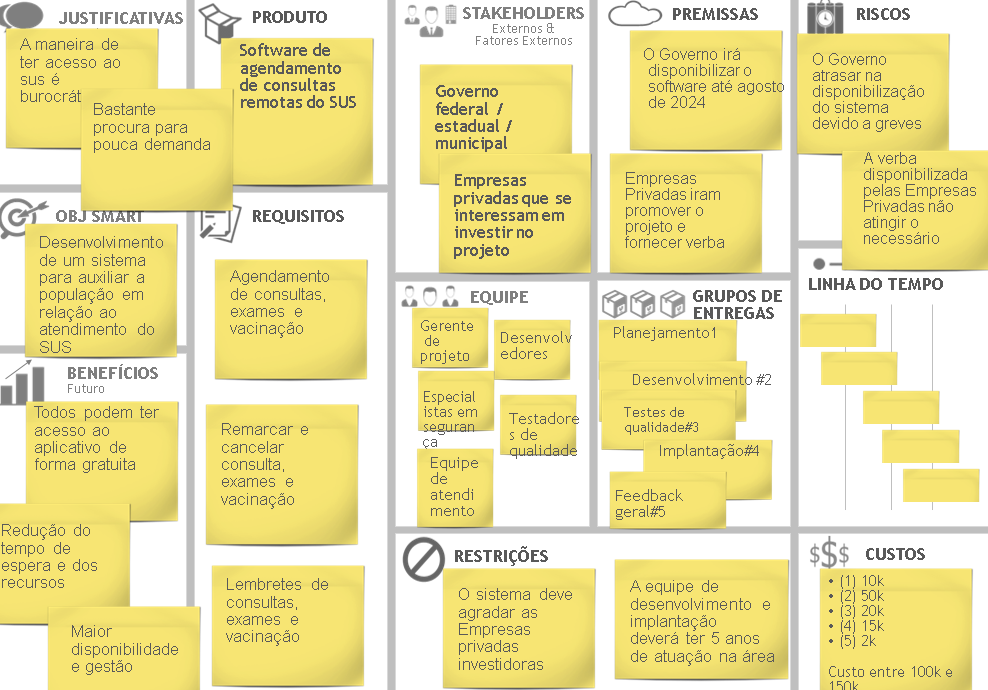 JUSTIFICATIVAS
A maneira de
ter acesso ao
sus é
burocrát
Bastante
procura para
pouca demanda
PRODUTO
Software de
agendamento
de consultas
remotas do SUS
STAKEHOLDERS
Externos &
Fatores Externos
Governo
federal /
estadual /
municipal
Empresas
privadas que se
interessam em
investir no
projeto
PREMISSAS
O Governo irá
disponibilizar o
software até agosto
de 2024
Empresas
Privadas iram
promover o
projeto e
fornecer verba
RISCOS
O Governo
atrasar na
disponibilização
do sistema
devido a greves
A verba
disponibilizada
pelas Empresas
Privadas não
atingir o
necessário
OBJ SMART
Desenvolvimento
de um sistema
para auxiliar a
população em
relação ao
atendimento do
SUS
REQUISITOS
Agendamento
de consultas,
exames e
vacinação
Remarcar e
cancelar
consulta,
exames e
vacinação
Lembretes de
consultas,
exames e
vacinação
EQUIPE
Gerente
de
projeto
Desenvolv
edores
Especial
istas em
seguran
ça
Testadore
s de
qualidade
Equipe
de
atendi
mento
GRUPOS DE
ENTREGAS
Planejamento1
Desenvolvimento #2
Testes de
qualidade#3
Implantação#4
Feedback
geral#5
LINHA DO TEMPO
BENEFÍCIOS
Futuro
Todos podem ter
acesso ao
aplicativo de
forma gratuita
Redução do
tempo de
espera e dos
recursos
Maior
disponibilidade
e gestão
RESTRIÇÕES
O sistema deve
agradar as
Empresas
privadas
investidoras
A equipe de
desenvolvimento e
implantação
deverá ter 5 anos
de atuação na área
$$$ CUSTOS
• (1) 10k
• (2) 50k
• (3) 20k
• (4) 15k
• (5) 2k
Custo entre 100k e
150k